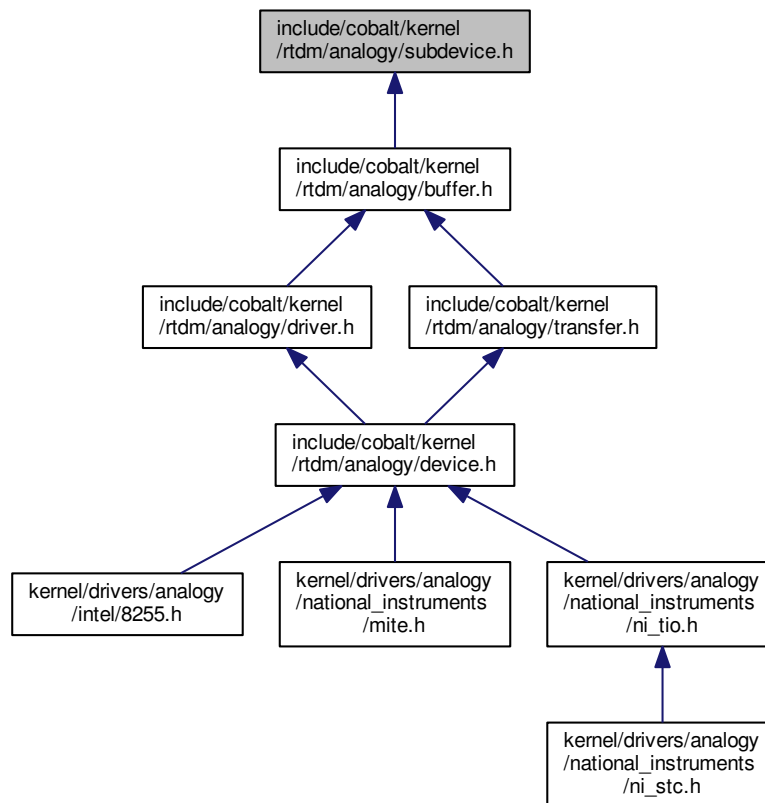 include/cobalt/kernel
/rtdm/analogy/subdevice.h
include/cobalt/kernel
/rtdm/analogy/buffer.h
include/cobalt/kernel
/rtdm/analogy/driver.h
include/cobalt/kernel
/rtdm/analogy/transfer.h
include/cobalt/kernel
/rtdm/analogy/device.h
kernel/drivers/analogy
/intel/8255.h
kernel/drivers/analogy
/national_instruments
/mite.h
kernel/drivers/analogy
/national_instruments
/ni_tio.h
kernel/drivers/analogy
/national_instruments
/ni_stc.h